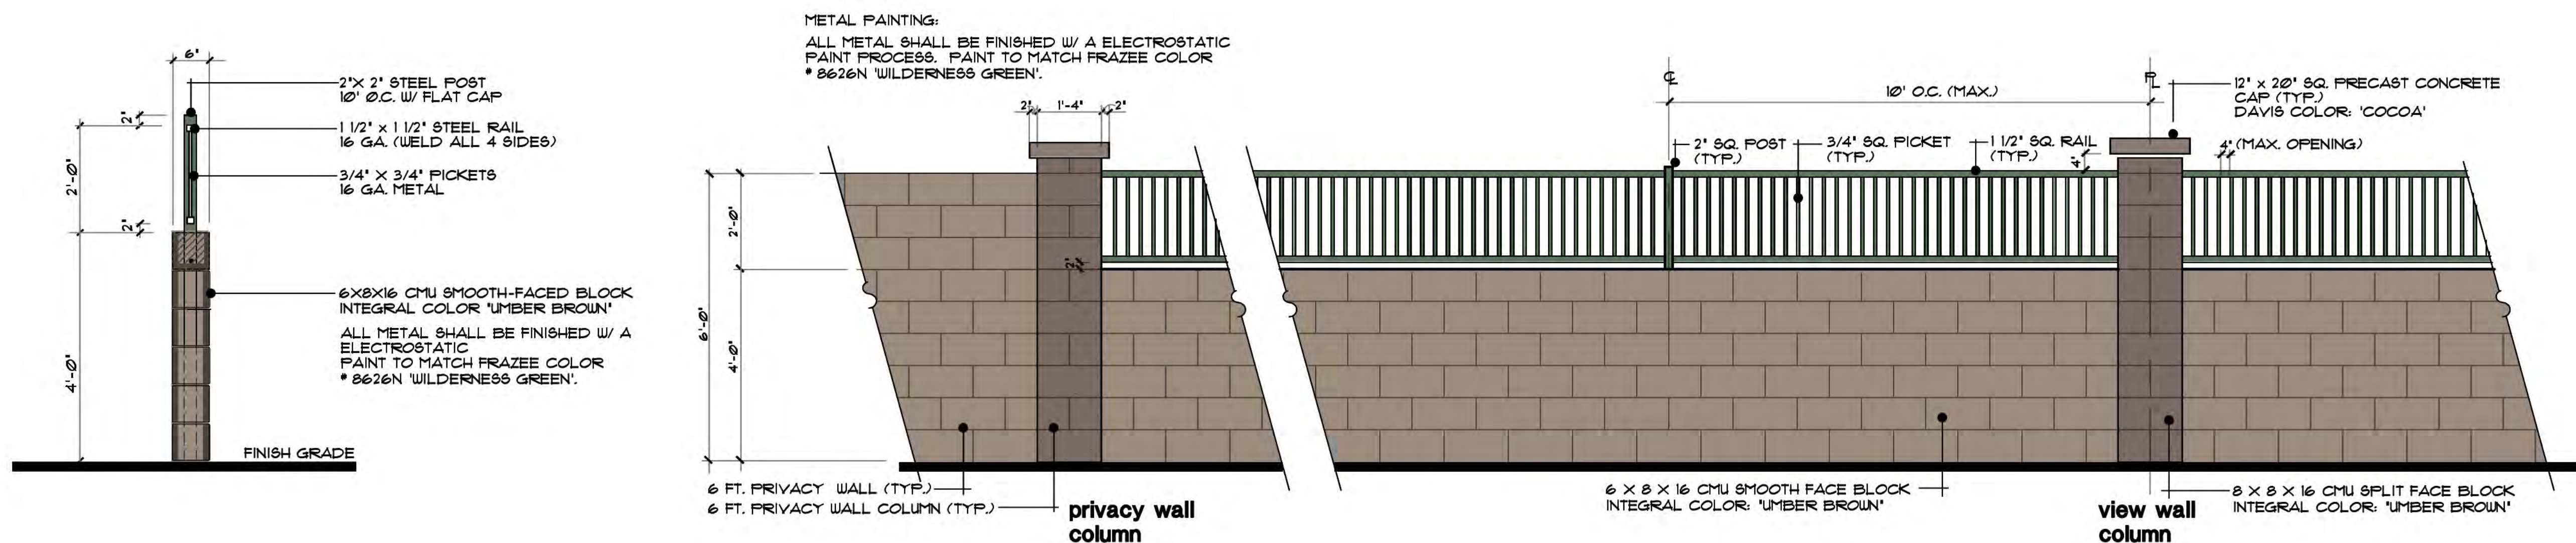 6"
2"X 2" STEEL POST
10' O.C. W/ FLAT CAP
2"
1 1/2" x 1 1/2" STEEL RAIL
16 GA. (WELD ALL 4 SIDES)
2'-0"
3/4" X 3/4" PICKETS
16 GA. METAL
2"
4'-0"
6X8X16 CMU SMOOTH-FACED BLOCK
INTEGRAL COLOR "UMBER BROWN"
ALL METAL SHALL BE FINISHED W/ A
ELECTROSTATIC
PAINT TO MATCH FRAZEE COLOR
# 8626N 'WILDERNESS GREEN'.
FINISH GRADE
METAL PAINTING:
ALL METAL SHALL BE FINISHED W/ A ELECTROSTATIC
PAINT PROCESS. PAINT TO MATCH FRAZEE COLOR
# 8626N 'WILDERNESS GREEN'.
2" 1'-4" 2"
6'-0"
2'-0"
4'-0"
2"
6 FT. PRIVACY WALL (TYP.)
6 FT. PRIVACY WALL COLUMN (TYP.)
privacy wall
column
CL
10' O.C. (MAX.)
PL
12" x 20" SQ. PRECAST CONCRETE
CAP (TYP.)
DAVIS COLOR: 'COCOA'
2" SQ. POST
(TYP.)
3/4" SQ. PICKET
(TYP.)
1 1/2" SQ. RAIL
(TYP.)
4"
4" (MAX. OPENING)
6 X 8 X 16 CMU SMOOTH FACE BLOCK
INTEGRAL COLOR: "UMBER BROWN"
view wall
column
8 X 8 X 16 CMU SPLIT FACE BLOCK
INTEGRAL COLOR: "UMBER BROWN"